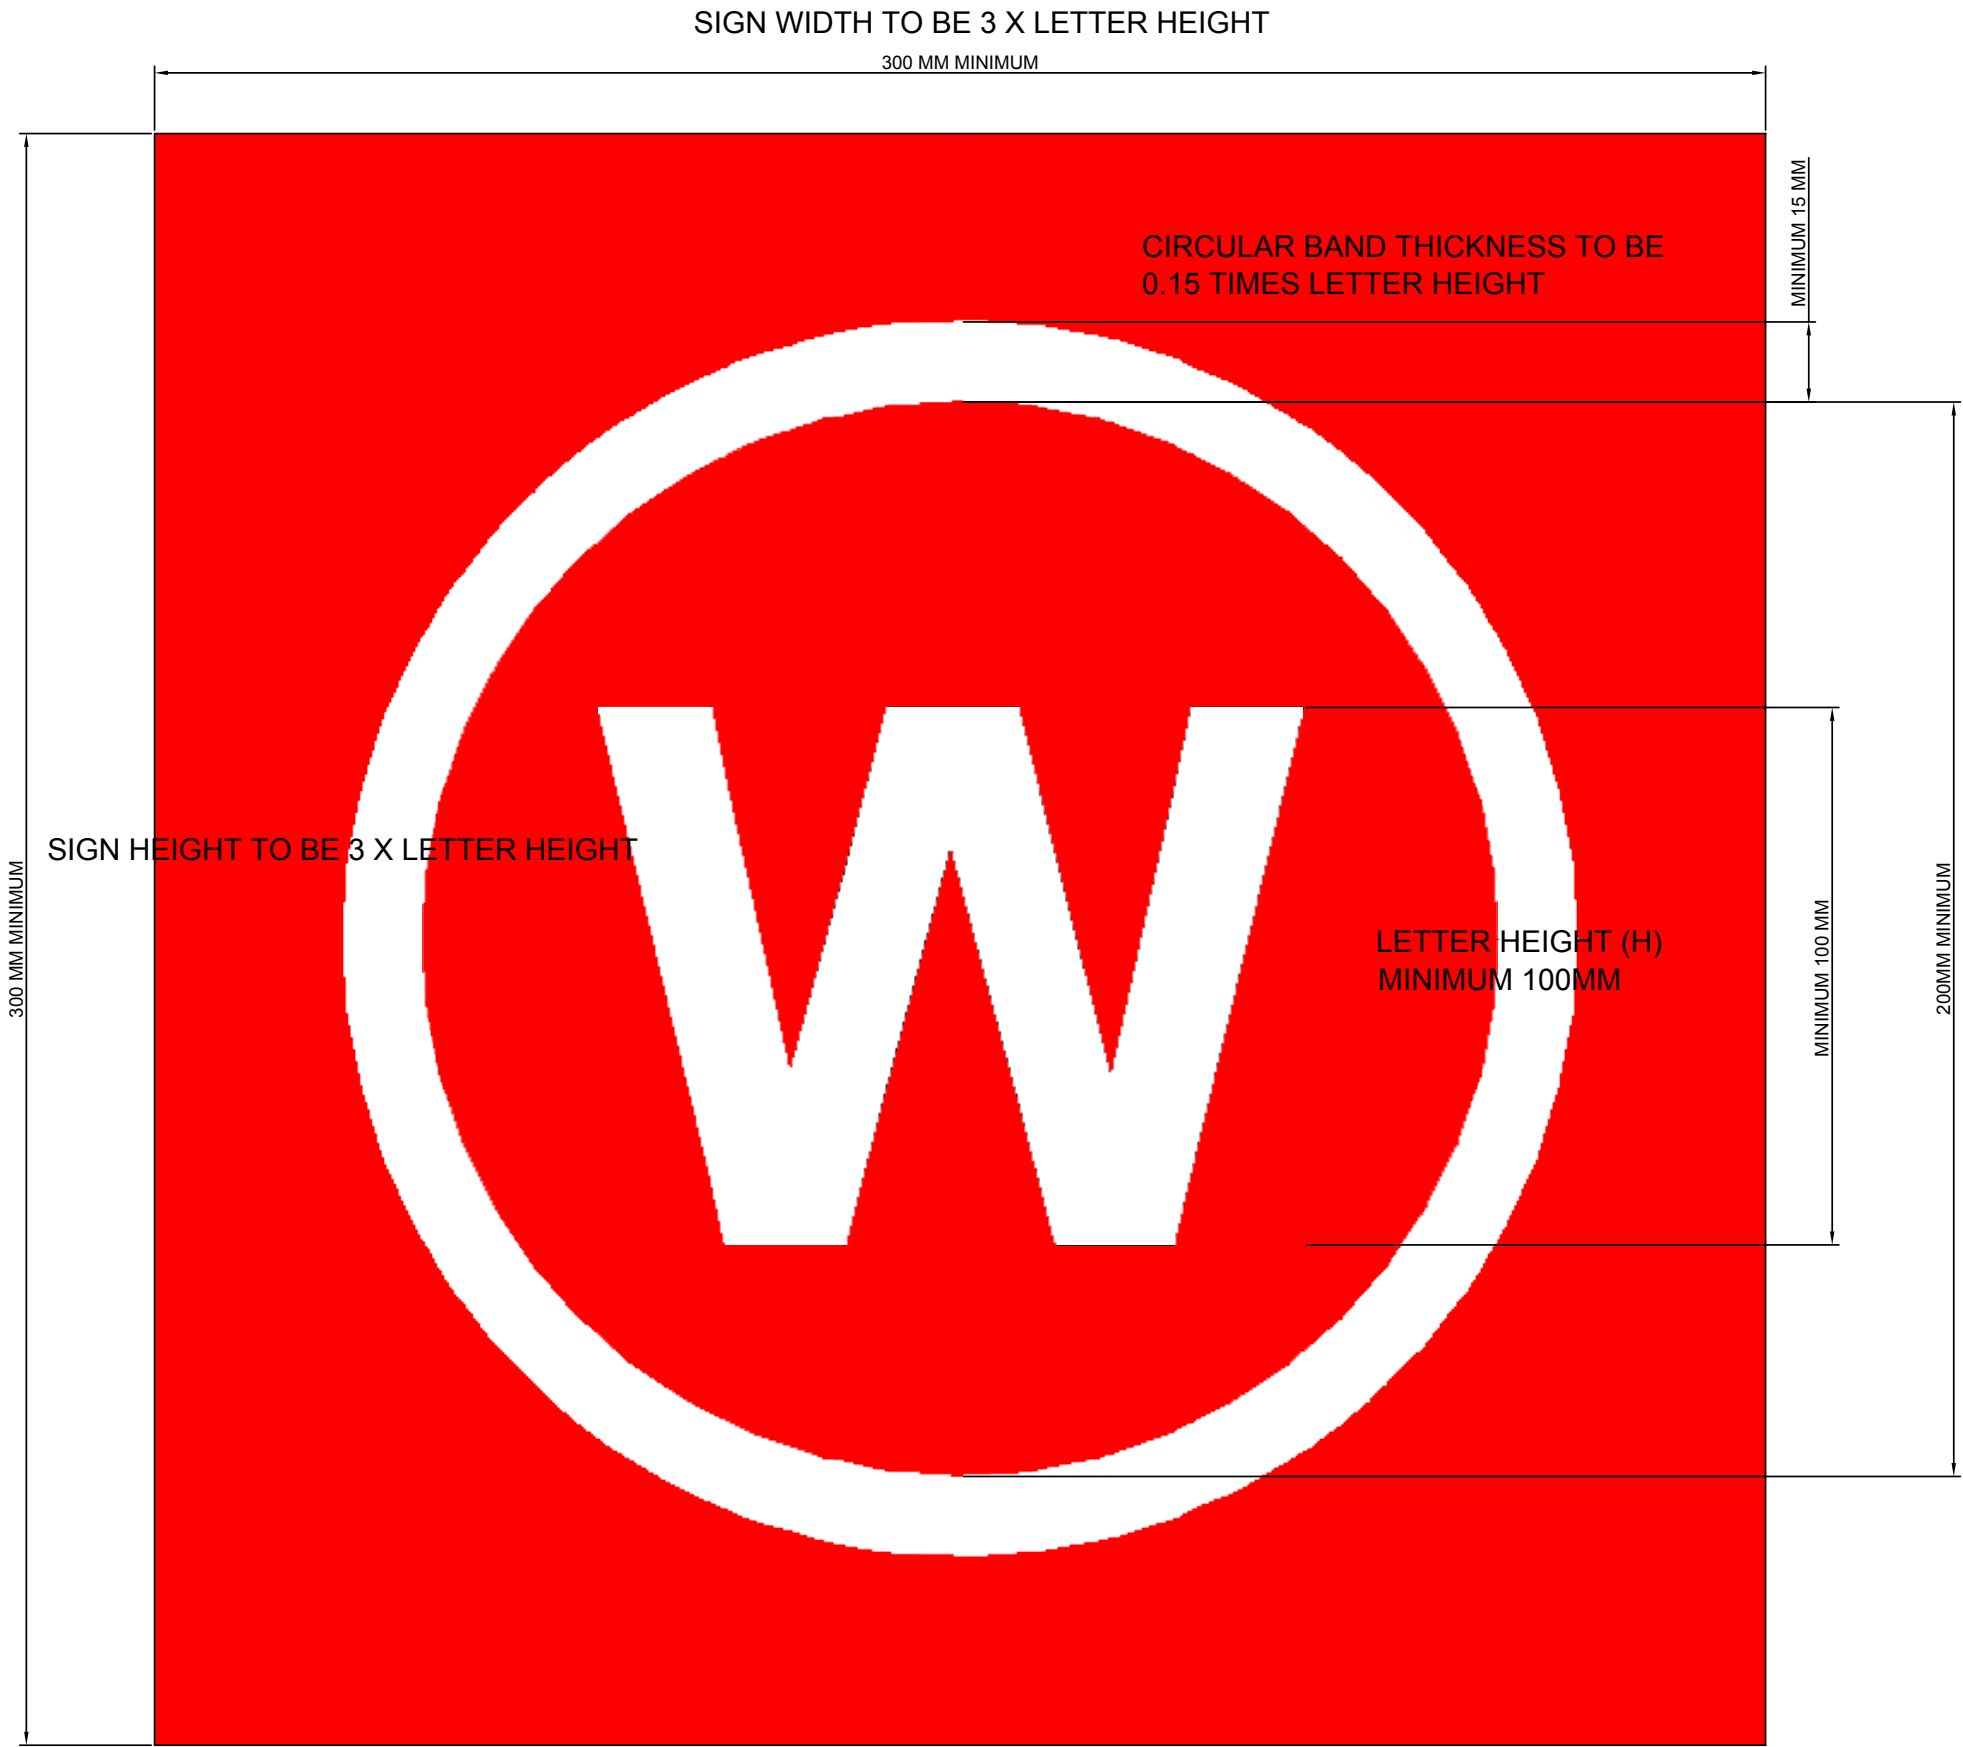 SIGN WIDTH TO BE 3 X LETTER HEIGHT
300 MM MINIMUM
MINIMUM 15 MM
CIRCULAR BAND THICKNESS TO BE
0.15 TIMES LETTER HEIGHT
W
SIGN HEIGHT TO BE 3 X LETTER HEIGHT
300 MM MINIMUM
LETTER HEIGHT (H)
MINIMUM 100MM
MINIMUM 100 MM
200MM MINIMUM